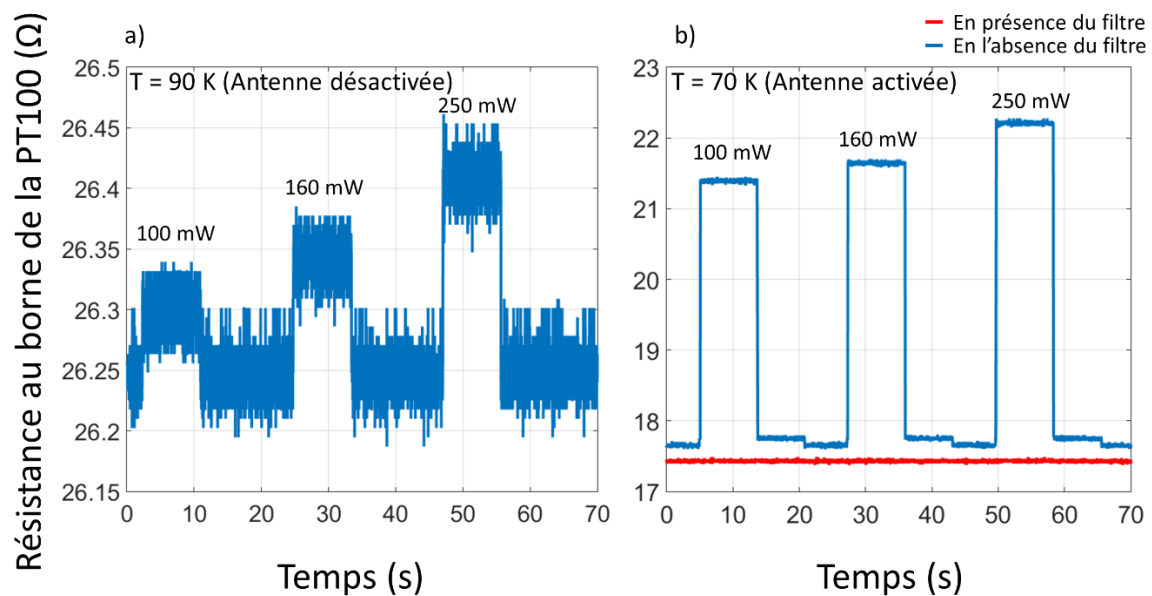 En présence du filtre
En l'absence du filtre
a)
b)
Résistance au borne de la PT100 (Ω)
T = 90 K (Antenne désactivée)
100 mW
160 mW
250 mW
26.5
26.45
26.4
26.35
26.3
26.25
26.2
26.15
0 10 20 30 40 50 60 70
Temps (s)
T = 70 K (Antenne activée)
100 mW
160 mW
250 mW
23
22
21
20
19
18
17
0 10 20 30 40 50 60 70
Temps (s)